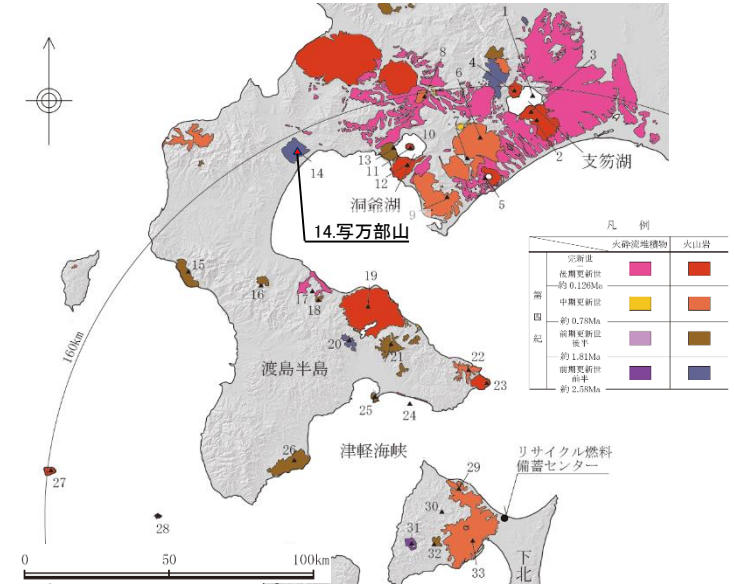 1
8
3
4
6
10
13
11
12
14
2
5
9
支笏湖
洞爺湖
14.写万部山
凡 例
火砕流堆積物
火山岩
第四紀
完新世
～
後期更新世
約 0.126Ma
中期更新世
約 0.78Ma
前期更新世
後半
約 1.81Ma
前期更新世
前半
約 2.58Ma
15
16
17
18
19
20
21
22
23
24
25
26
27
28
160km
渡島半島
津軽海峡
リサイクル燃料
備蓄センター
29
30
31
32
33
下北
0
50
100km